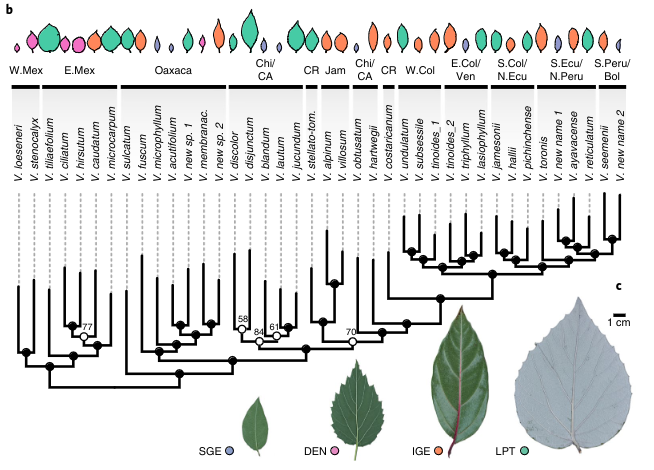 b
W.Mex E.Mex Oaxaca Chi/ CA CR Jam Chi/ CA CR W.Col E.Col/ Ven S.Col/ N.Ecu S.Ecu/ N.Peru S.Peru/ Bol
V. loeseneri
V. stenocalyx
V. tiliaefolium
V. ciliatum
V. hirsutum
V. caudatum
V. microcarpum
V. sulcatum
V. fuscum
V. microphyllum
V. acutifolium
V. new sp. 1
V. membranac.
V. new sp. 2
V. discolor
V. disjunctum
V. blandum
V. lautum
V. jucundum
V. stellato-tom.
V. alpinum
V. villosum
V. obtusatum
V. hartwegii
V. costaricanum
V. undulatum
V. subsessile
V. tinoides_1
V. tinoides_2
V. triphyllum
V. lasiophyllum
V. jamesonii
V. hallii
V. pichinchense
V. toronis
V. new name 1
V. ayavacense
V. reticulatum
V. seemenii
V. new name 2
c
1 cm
58
77
84
61
70
SGE
DEN
IGE
LPT